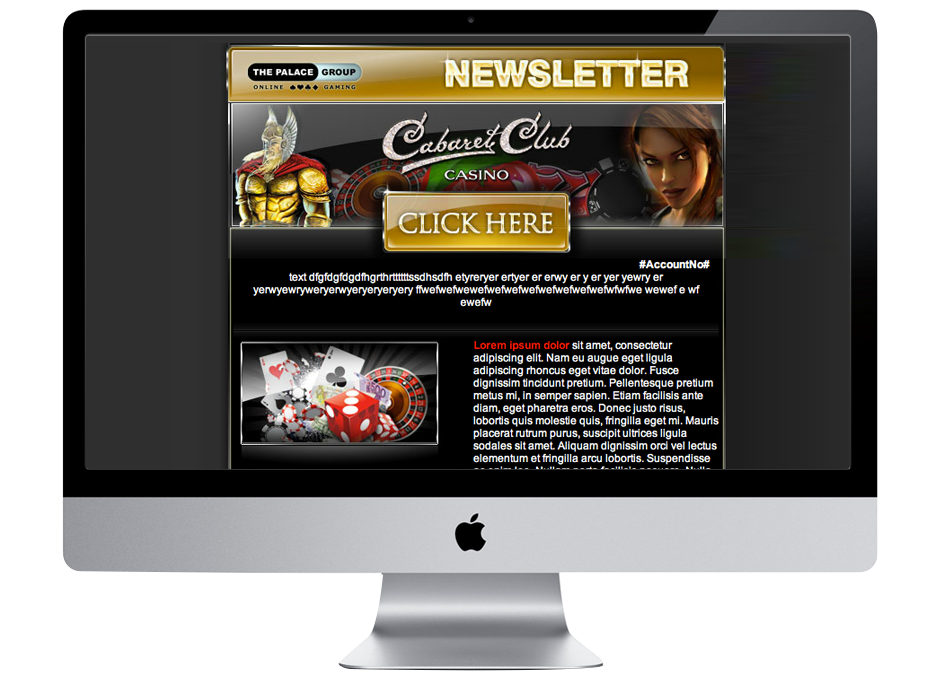 THE PALACE GROUP
ONLINE GAMING
NEWSLETTER
Cabaret Club
CASINO
CLICK HERE
#AccountNo#
text dfgfdgfdgdfhgrthrttttttssdhsdfh etyreryer ertyer er erwy er y er yer yewry er
yerwyewryweryerwyeryeryeryery ffwefwefwewefwefwefwefwefwefwefwefwfwfwe wewef e wf
ewefw
Lorem ipsum dolor sit amet, consectetur
adipiscing elit. Nam eu augue eget ligula
adipiscing rhoncus eget vitae dolor. Fusce
dignissim tincidunt pretium. Pellentesque pretium
metus mi, in semper sapien. Etiam facilisis ante
diam, eget pharetra eros. Donec justo risus,
lobortis quis molestie quis, fringilla eget mi. Mauris
placerat rutrum purus, suscipit ultrices ligula
sodales sit amet. Aliquam dignissim orci vel lectus
elementum et fringilla arcu lobortis. Suspendisse